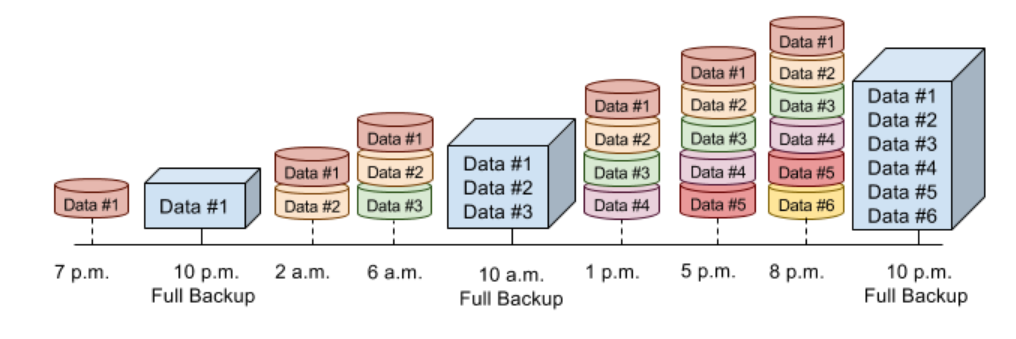 Data #1
Data #1
Data #1
Data #2
Data #1
Data #2
Data #3
Data #1
Data #2
Data #3
Data #1
Data #2
Data #3
Data #4
Data #1
Data #2
Data #3
Data #4
Data #5
Data #1
Data #2
Data #3
Data #4
Data #5
Data #6
Data #1
Data #2
Data #3
Data #4
Data #5
Data #6
7 p.m.
10 p.m.
Full Backup
2 a.m.
6 a.m.
10 a.m.
Full Backup
1 p.m.
5 p.m.
8 p.m.
10 p.m.
Full Backup